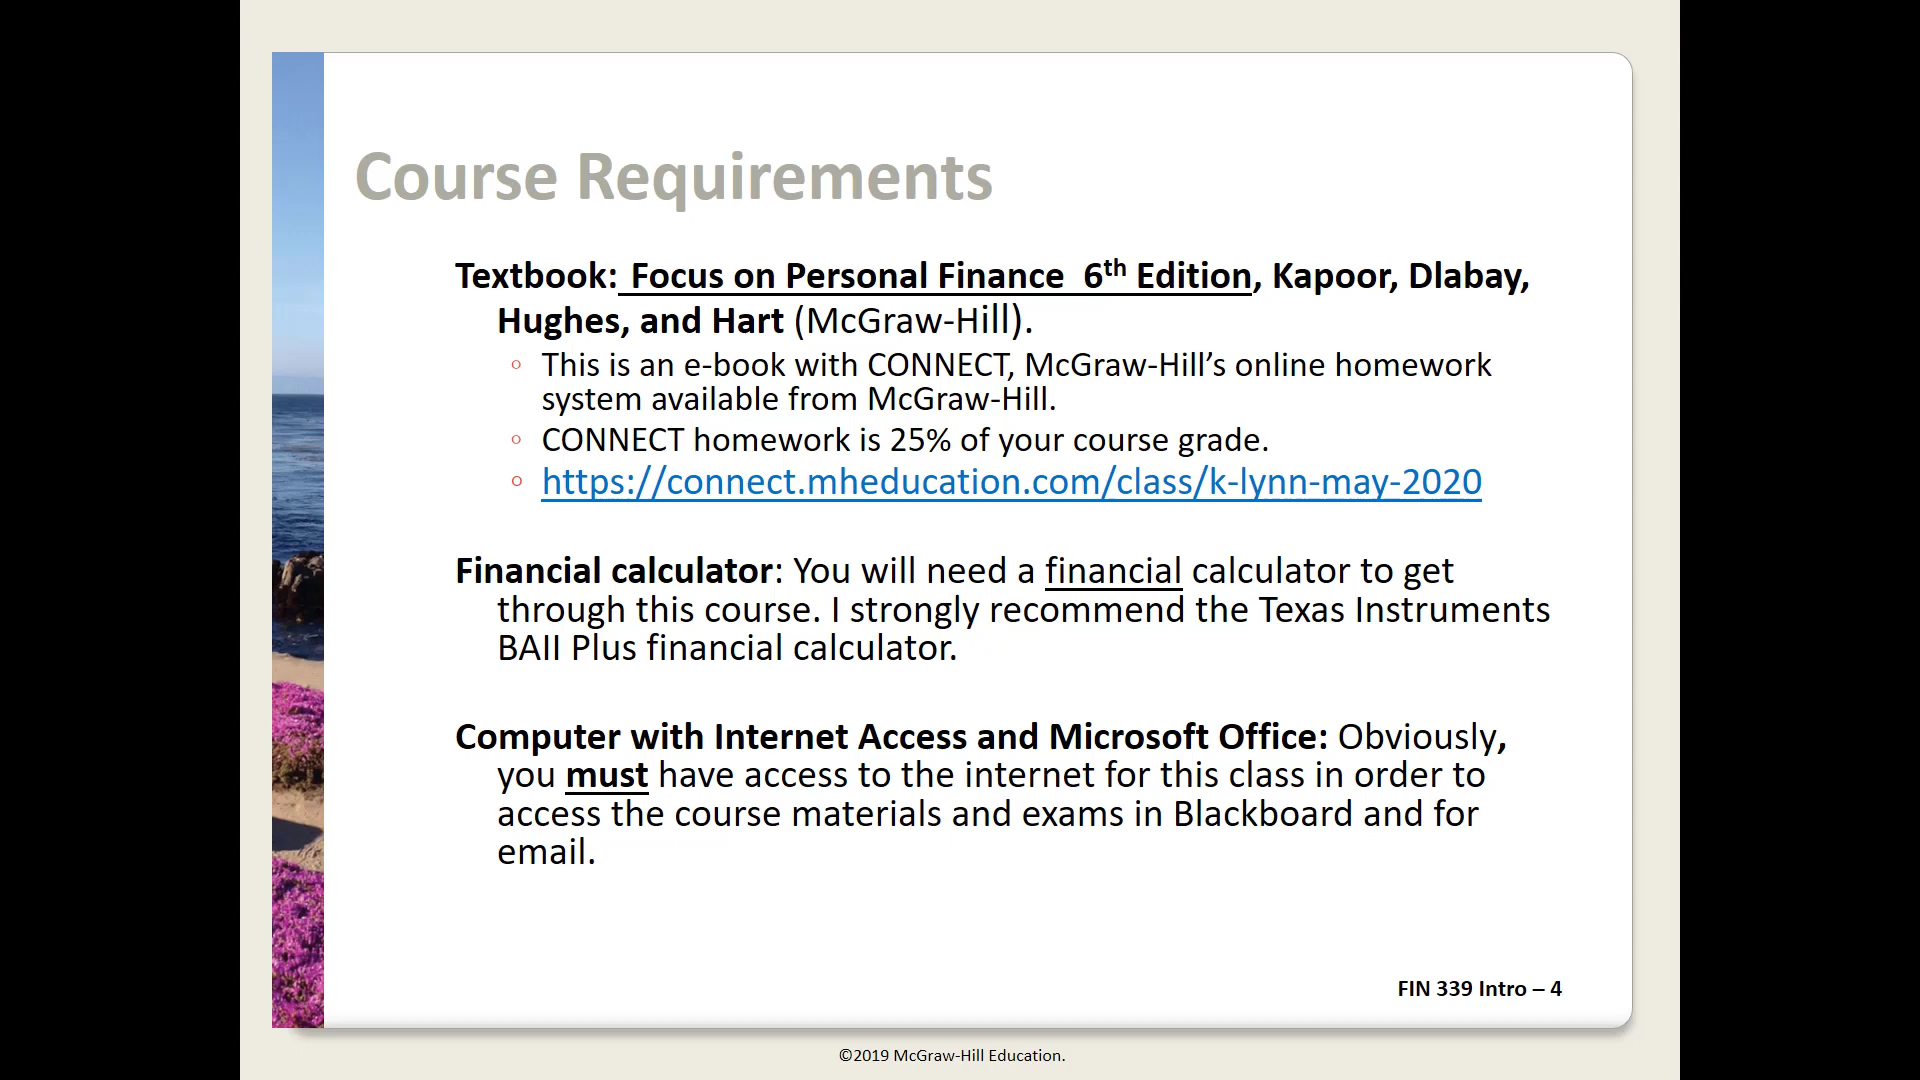 Course Requirements
Textbook: Focus on Personal Finance 6th Edition, Kapoor, Dlabay,
Hughes, and Hart (McGraw-Hill).
◦ This is an e-book with CONNECT, McGraw-Hill’s online homework
system available from McGraw-Hill.
◦ CONNECT homework is 25% of your course grade.
◦ https://connect.mheducation.com/class/k-lynn-may-2020
Financial calculator: You will need a financial calculator to get
through this course. I strongly recommend the Texas Instruments
BAII Plus financial calculator.
Computer with Internet Access and Microsoft Office: Obviously,
you must have access to the internet for this class in order to
access the course materials and exams in Blackboard and for
email.
FIN 339 Intro – 4
©2019 McGraw-Hill Education.